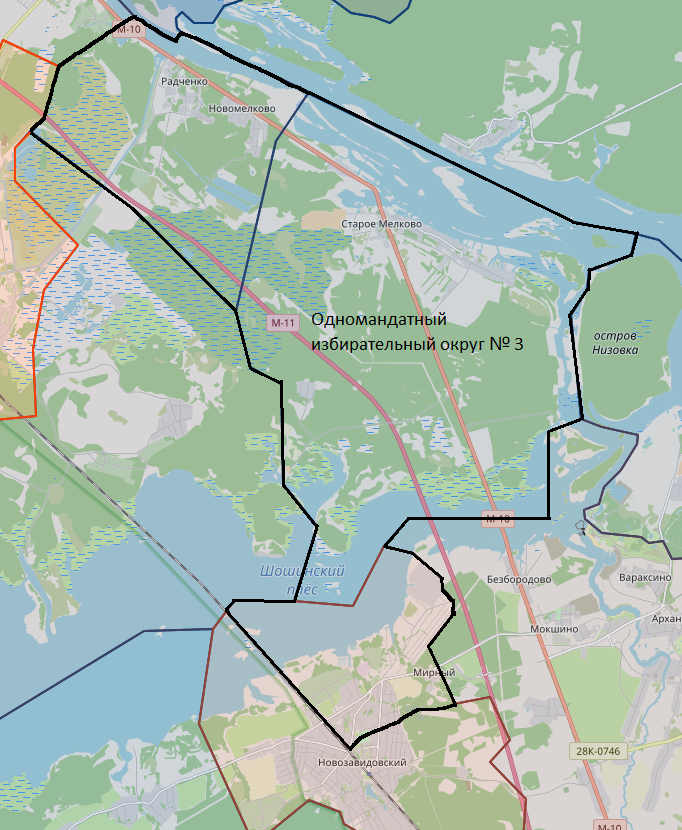 М-10
Радченко
Новомелково
Старое Мелково
М-11
Одномандатный
избирательный округ № 3
остров
Низовка
М-10
Шошинский
плес
Безбородово
Вараксино
Архан
Мокшино
Мирный
28К-0746
Новозавидовский
М-10